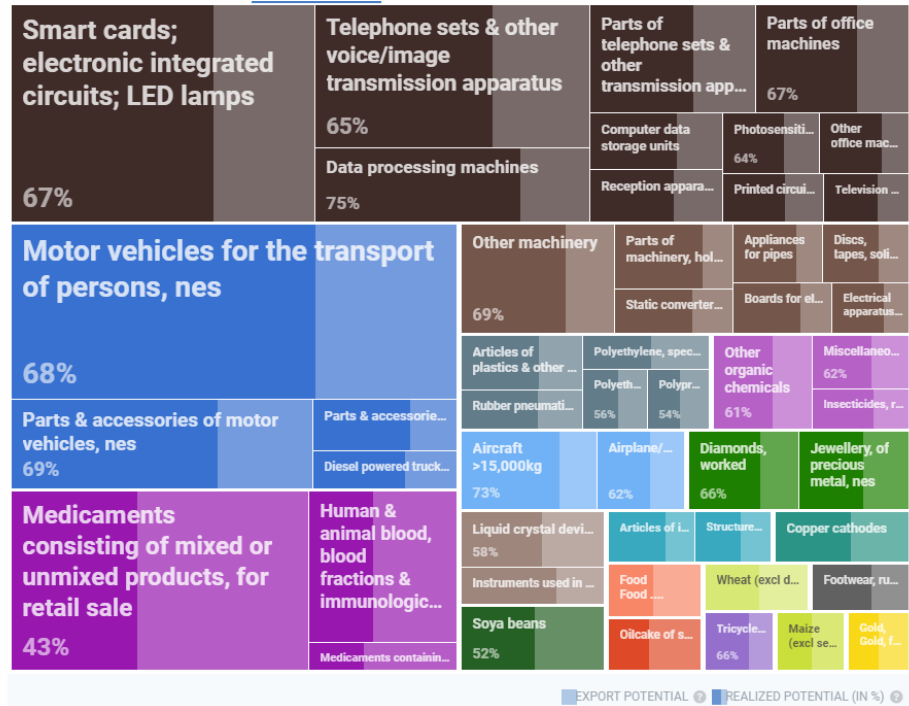 Smart cards;
electronic integrated
circuits; LED lamps
67%
Telephone sets & other
voice/image
transmission apparatus
65%
Data processing machines
75%
Parts of
telephone sets &
other
transmission app...
Parts of office
machines
67%
Computer data
storage units
Photosensiti...
64%
Other
office mac...
Reception appara...
Printed circui...
Television ...
Motor vehicles for the transport
of persons, nes
68%
Parts & accessories of motor
vehicles, nes
69%
Parts & accessorie...
Diesel powered truck...
Medicaments
consisting of mixed or
unmixed products, for
retail sale
43%
Human &
animal blood,
blood
fractions &
immunologic...
Medicaments containin...
Other machinery
69%
Parts of
machinery, hol...
Static converter...
Appliances
for pipes
Discs,
tapes, soli...
Boards for el...
Electrical
apparatus...
Articles of
plastics & other ...
Rubber pneumati...
Polyethylene, spec...
Polyeth...
56%
Polypr...
54%
Other
organic
chemicals
61%
Miscellaneo...
62%
Insecticides, r...
Aircraft
>15,000kg
73%
Airplane/...
62%
Diamonds,
worked
66%
Jewellery, of
precious
metal, nes
Liquid crystal devi...
58%
Instruments used in ...
Soya beans
52%
Articles of i...
Structure...
Copper cathodes
Food
Food ....
Wheat (excl d...
Footwear, ru...
Oilcake of s...
Tricycle...
66%
Maize
(excl se...
Gold,
Gold, f...
EXPORT POTENTIAL ?
REALIZED POTENTIAL (IN %) ?